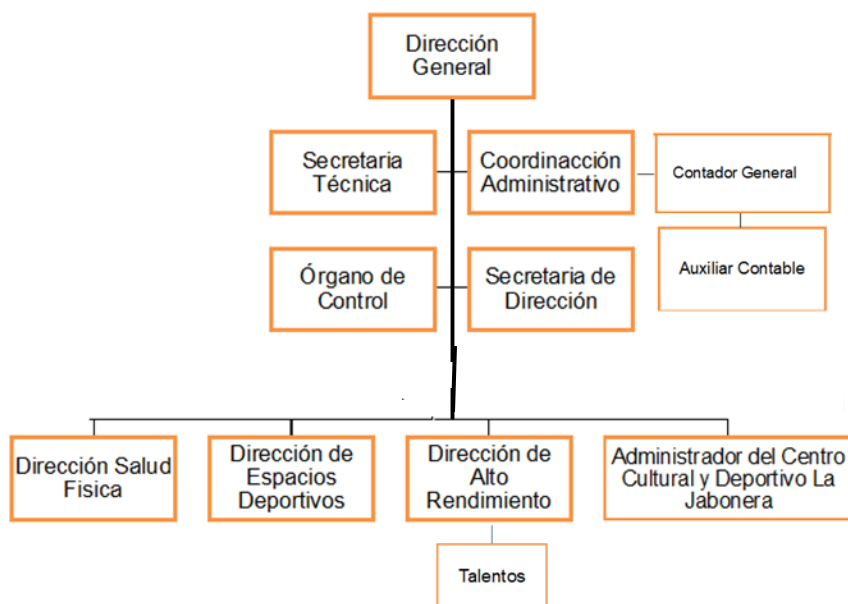 Dirección
General
Secretaria
Técnica
Coordinacción
Administrativo
Contador General
Órgano de
Control
Secretaria de
Dirección
Auxiliar Contable
Dirección Salud
Fisica
Dirección de
Espacios
Deportivos
Dirección de
Alto
Rendimiento
Administrador del Centro
Cultural y Deportivo La
Jabonera
Talentos